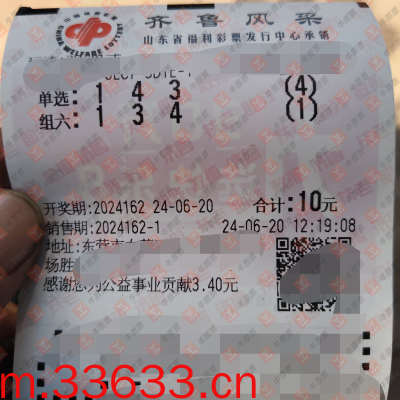 齐鲁风采
山东省福利彩票发行中心承销
单选: 1 4 3 (4)
组六: 1 3 4 (1)
开奖期:2024162 24-06-20 合计:10元
销售期:2024162-1 24-06-20 12:19:08
地址:东营市
杨胜
感谢您为公益事业贡献3.40元
m.33633.cn